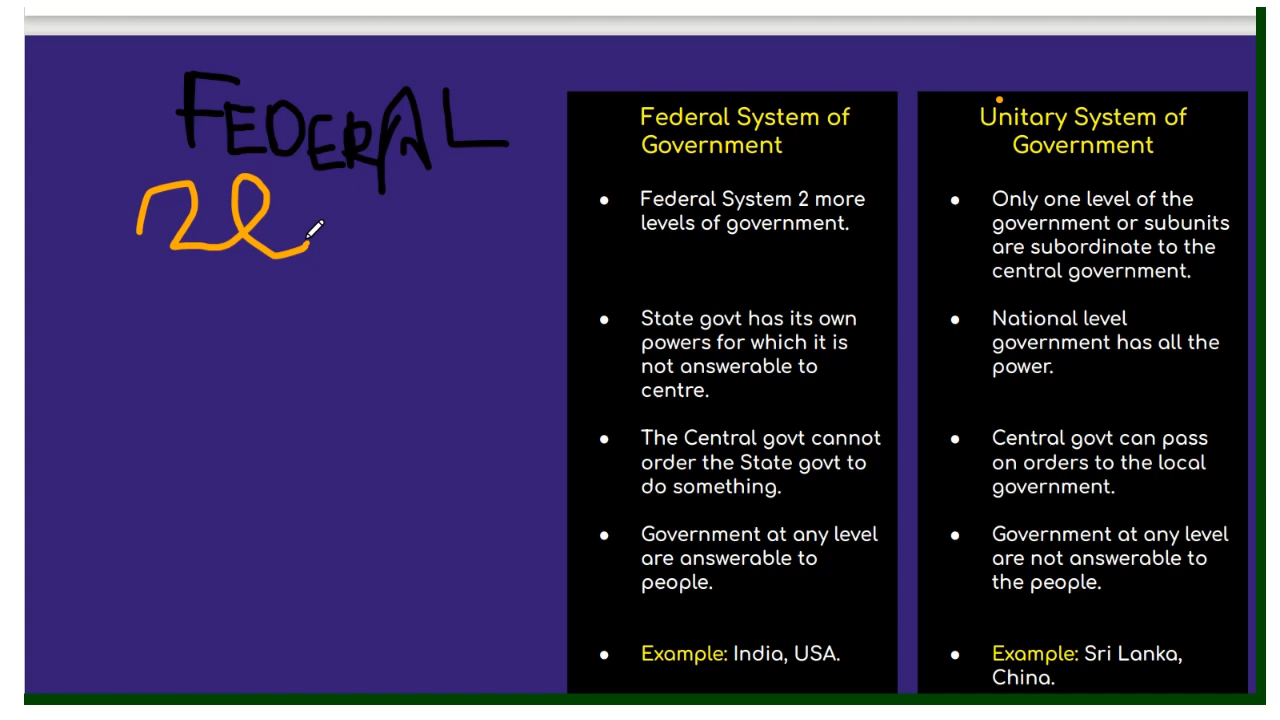 FEDERAL
2l
Federal System of
Government
• Federal System 2 more
levels of government.
• State govt has its own
powers for which it is
not answerable to
centre.
• The Central govt cannot
order the State govt to
do something.
• Government at any level
are answerable to
people.
• Example: India, USA.
Unitary System of
Government
• Only one level of the
government or subunits
are subordinate to the
central government.
• National level
government has all the
power.
• Central govt can pass
on orders to the local
government.
• Government at any level
are not answerable to
the people.
• Example: Sri Lanka,
China.